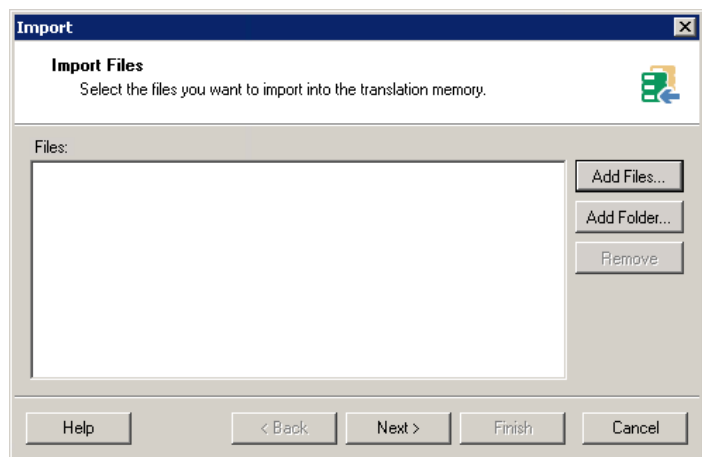 Import
Import Files
Select the files you want to import into the translation memory.
Files:
Add Files...
Add Folder...
Remove
Help
< Back
Next >
Finish
Cancel